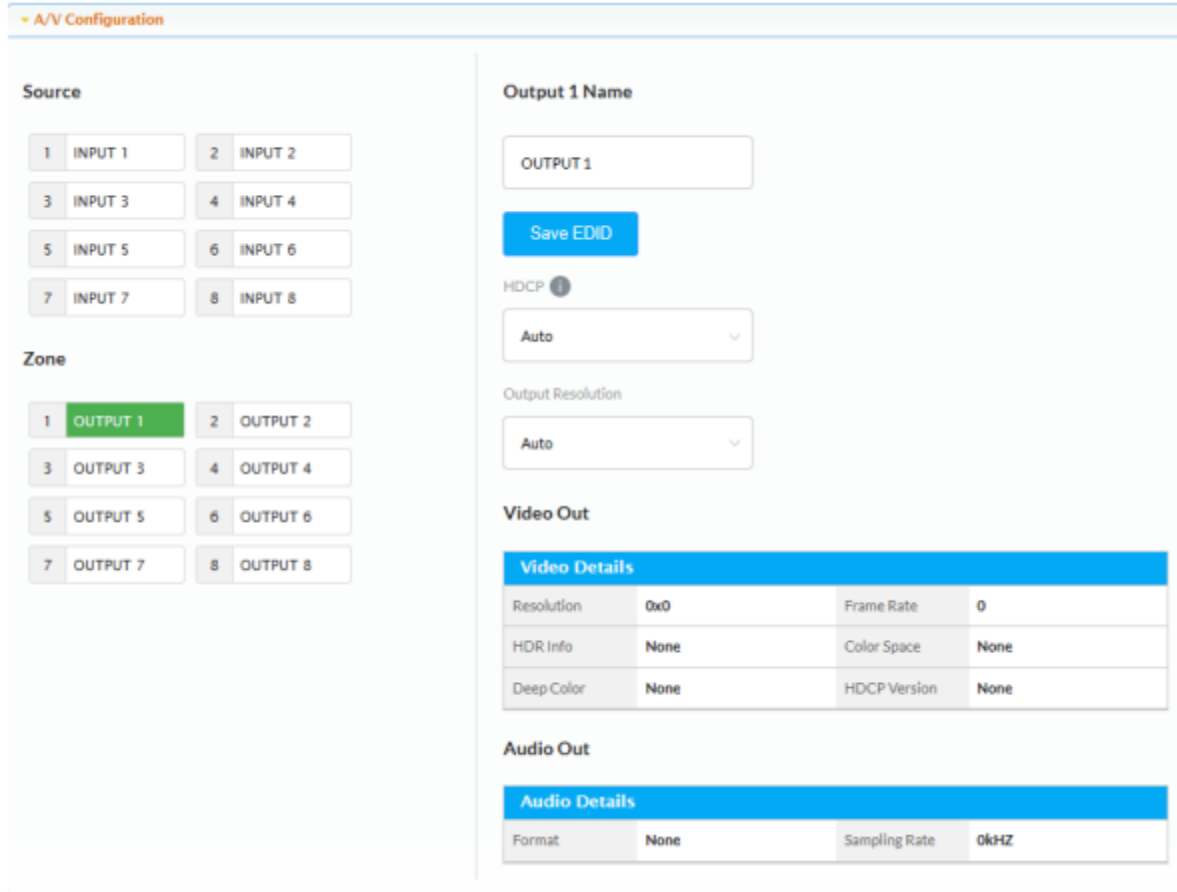 A/V Configuration
Source
1 INPUT 1 2 INPUT 2
3 INPUT 3 4 INPUT 4
5 INPUT 5 6 INPUT 6
7 INPUT 7 8 INPUT 8
Zone
1 OUTPUT 1 2 OUTPUT 2
3 OUTPUT 3 4 OUTPUT 4
5 OUTPUT 5 6 OUTPUT 6
7 OUTPUT 7 8 OUTPUT 8
Output 1 Name
OUTPUT 1
Save EDID
HDCP i
Auto
Output Resolution
Auto
Video Out
Video Details
Resolution 0x0 Frame Rate 0
HDR Info None Color Space None
Deep Color None HDCP Version None
Audio Out
Audio Details
Format None Sampling Rate 0kHZ